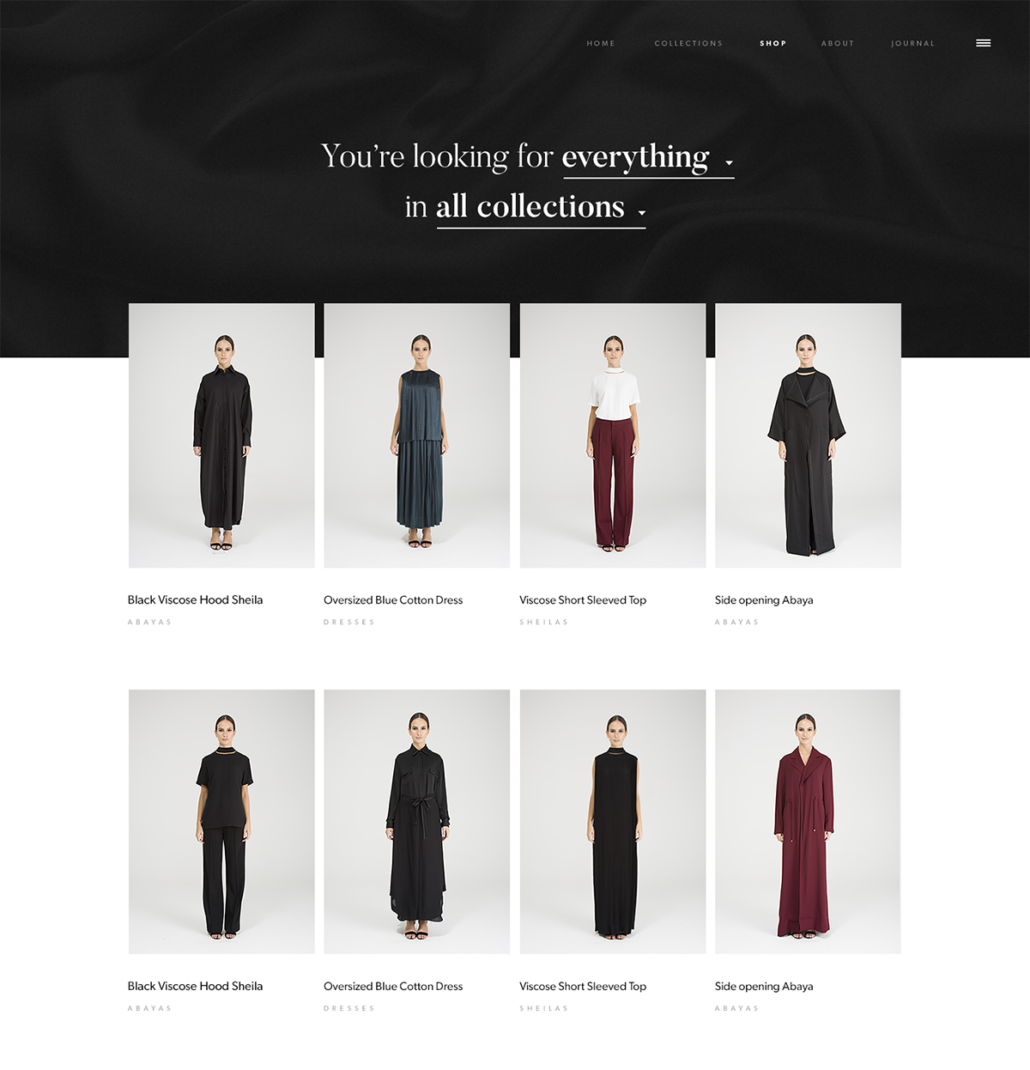 HOME COLLECTIONS SHOP ABOUT JOURNAL
You're looking for everything
in all collections
Black Viscose Hood Sheila
ABAYAS
Oversized Blue Cotton Dress
DRESSES
Viscose Short Sleeved Top
SHEILAS
Side opening Abaya
ABAYAS
Black Viscose Hood Sheila
ABAYAS
Oversized Blue Cotton Dress
DRESSES
Viscose Short Sleeved Top
SHEILAS
Side opening Abaya
ABAYAS